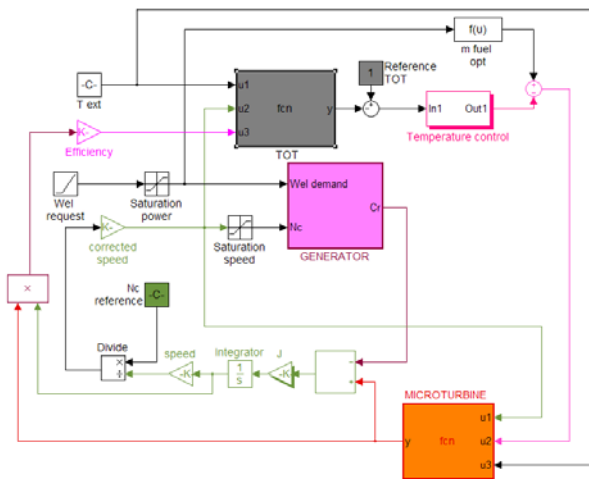 f(u)
m fuel
opt
-C-
T ext
u1
u2
fcn
y
u3
TOT
1
Reference
TOT
In1
Out1
Temperature control
K-
Efficiency
Wel
request
Saturation
power
Wel demand
Cr
Nc
GENERATOR
K-
corrected
speed
Saturation
speed
×
Nc
reference
-C-
Divide
×
÷
speed
-K
Integrator
1
s
J
-K
-
+
MICROTURBINE
u1
y
fcn
u2
u3